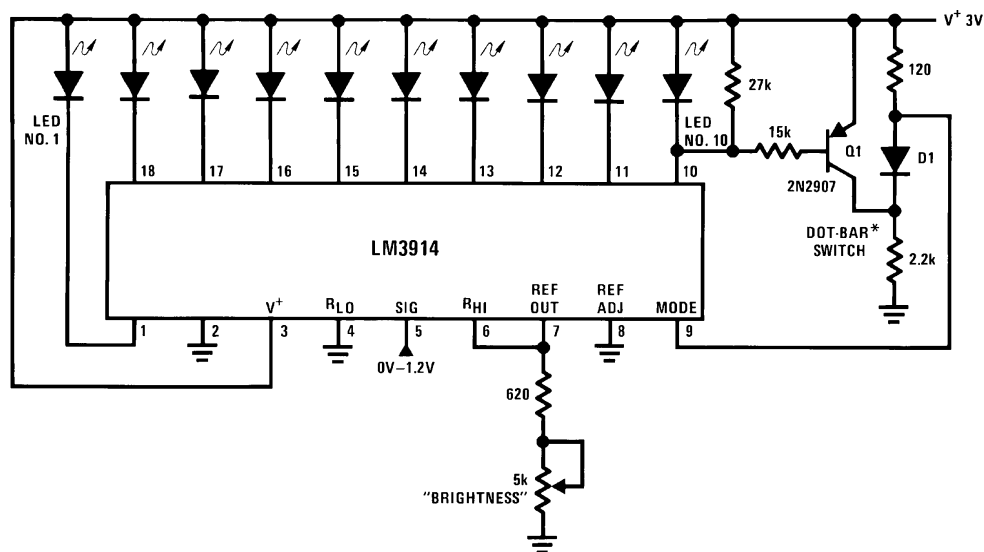 V+ 3V
120
27k
LED
NO. 1
LED
NO. 10
15k
Q1
D1
2N2907
18 17 16 15 14 13 12 11 10
DOT-BAR*
SWITCH
2.2k
LM3914
V+ RLO SIG RHI REF OUT REF ADJ MODE
1 2 3 4 5 6 7 8 9
0V–1.2V
620
5k
"BRIGHTNESS"